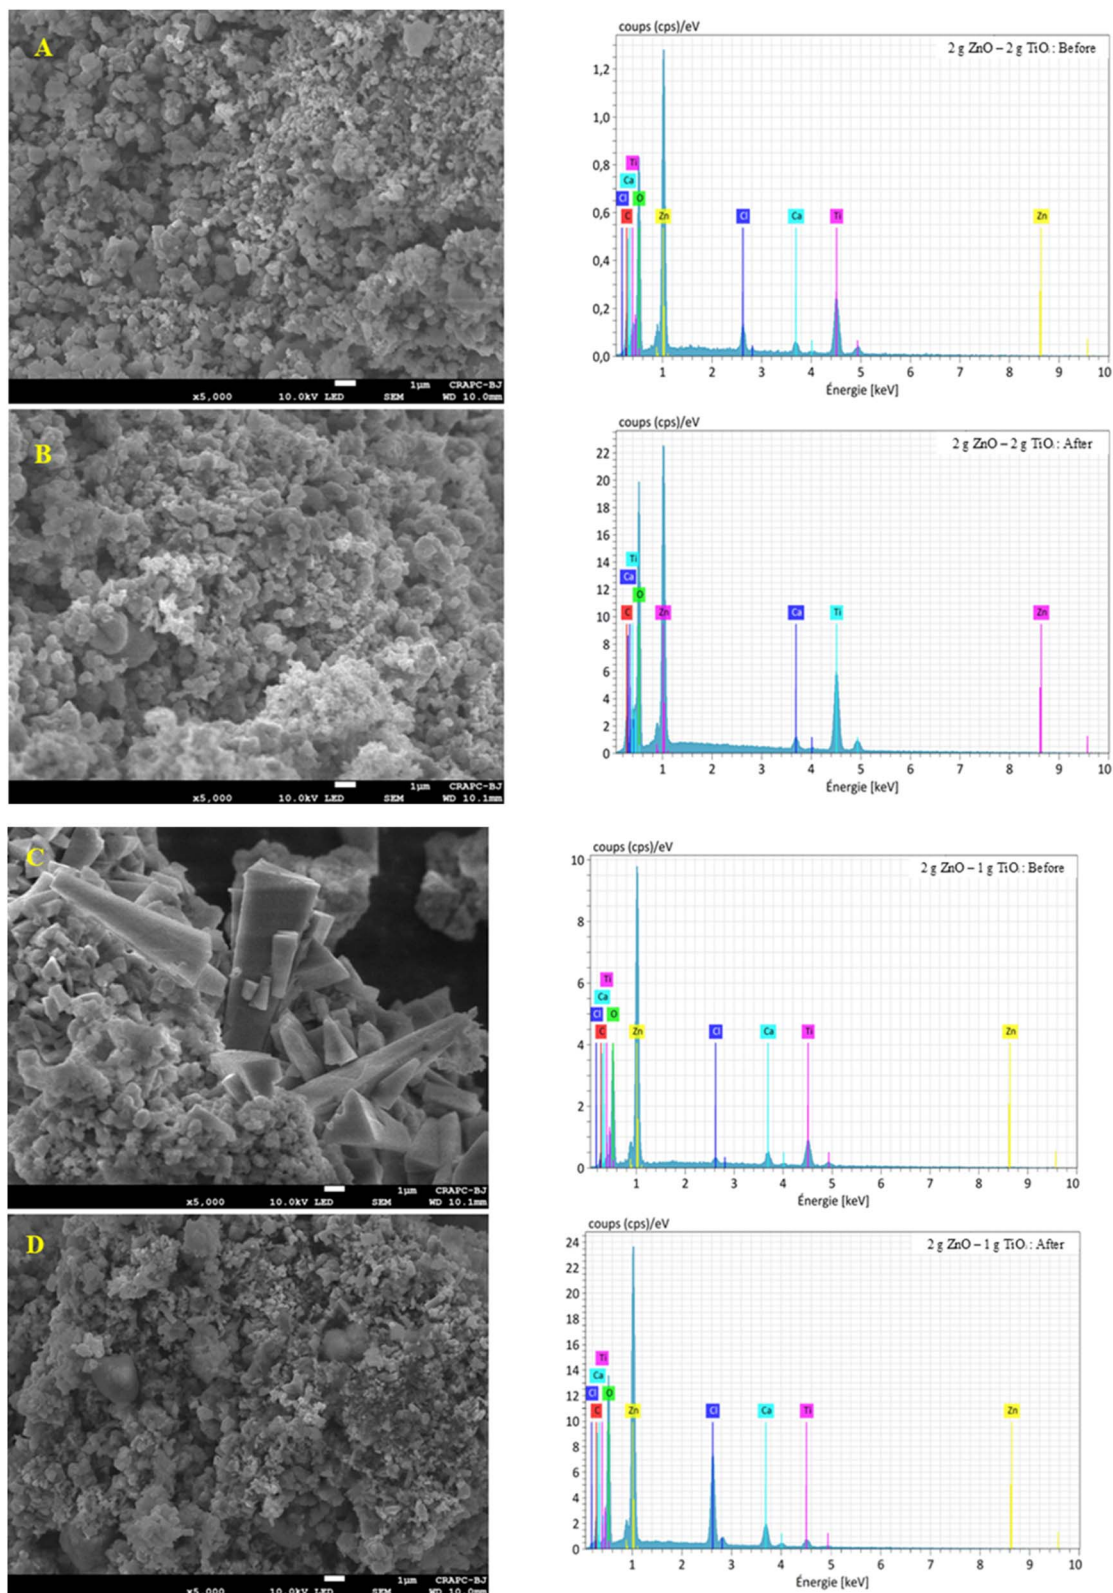 A
1µm CRAPC-BJ
x5,000 10.0kV LED SEM WD 10.0mm
coups (cps)/eV
2 g ZnO – 2 g TiO₂: Before
1,2
1,0
0,8
0,6
0,4
0,2
0,0
Ti
Ca
Cl O
C Zn Cl Ca Ti Zn
1 2 3 4 5 6 7 8 9 10
Énergie [keV]
B
1µm CRAPC-BJ
x5,000 10.0kV LED SEM WD 10.1mm
coups (cps)/eV
2 g ZnO – 2 g TiO₂: After
22
20
18
16
14
12
10
8
6
4
2
0
Ti
Ca
O
C Zn Ca Ti Zn
1 2 3 4 5 6 7 8 9 10
Énergie [keV]
C
1µm CRAPC-BJ
x5,000 10.0kV LED SEM WD 10.1mm
coups (cps)/eV
2 g ZnO – 1 g TiO₂: Before
10
8
6
4
2
0
Ti
Ca
Cl O
C Zn Cl Ca Ti Zn
1 2 3 4 5 6 7 8 9 10
Énergie [keV]
D
1µm CRAPC-BJ
x5,000 10.0kV LED SEM WD 10.0mm
coups (cps)/eV
2 g ZnO – 1 g TiO₂: After
24
22
20
18
16
14
12
10
8
6
4
2
0
Ti
Ca
Cl O
C Zn Cl Ca Ti Zn
1 2 3 4 5 6 7 8 9 10
Énergie [keV]